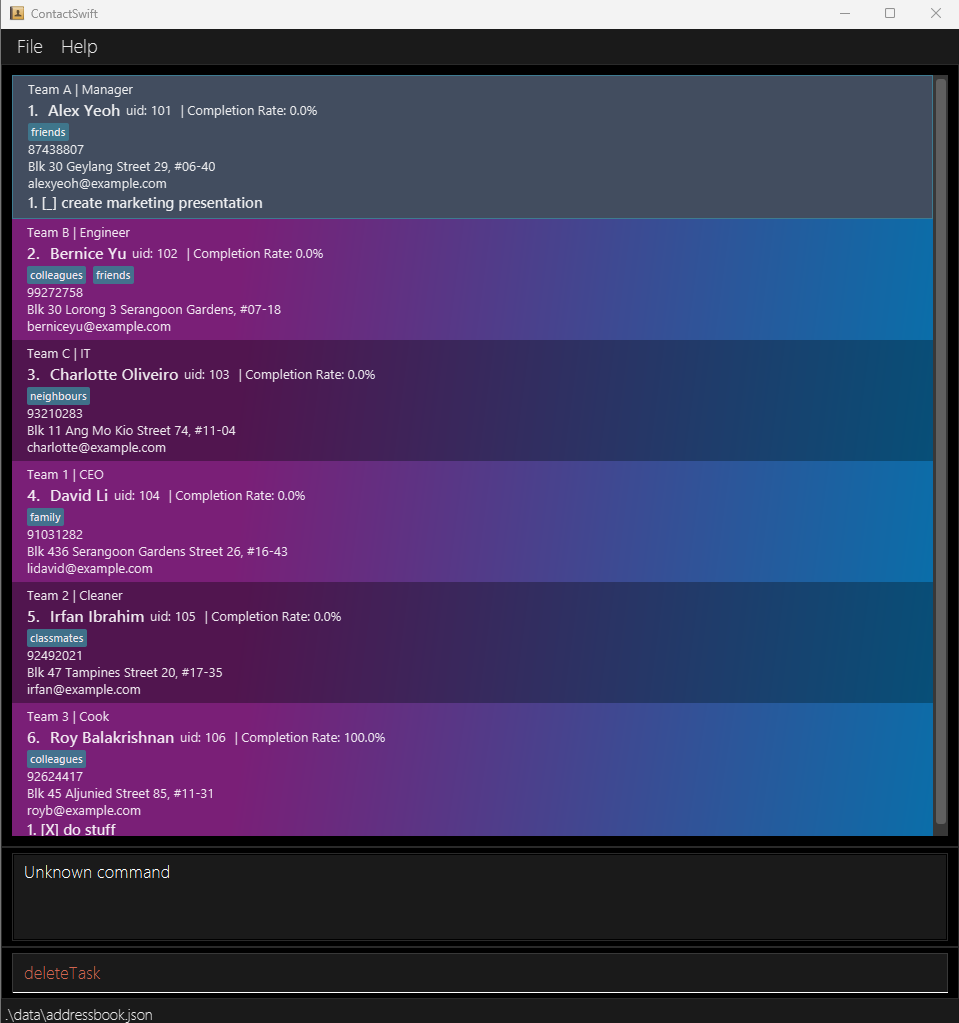 ContactSwift
File Help
Team A | Manager
1. Alex Yeoh uid: 101 | Completion Rate: 0.0%
friends
87438807
Blk 30 Geylang Street 29, #06-40
alexyeoh@example.com
1. [_] create marketing presentation
Team B | Engineer
2. Bernice Yu uid: 102 | Completion Rate: 0.0%
colleagues friends
99272758
Blk 30 Lorong 3 Serangoon Gardens, #07-18
berniceyu@example.com
Team C | IT
3. Charlotte Oliveiro uid: 103 | Completion Rate: 0.0%
neighbours
93210283
Blk 11 Ang Mo Kio Street 74, #11-04
charlotte@example.com
Team 1 | CEO
4. David Li uid: 104 | Completion Rate: 0.0%
family
91031282
Blk 436 Serangoon Gardens Street 26, #16-43
lidavid@example.com
Team 2 | Cleaner
5. Irfan Ibrahim uid: 105 | Completion Rate: 0.0%
classmates
92492021
Blk 47 Tampines Street 20, #17-35
irfan@example.com
Team 3 | Cook
6. Roy Balakrishnan uid: 106 | Completion Rate: 100.0%
colleagues
92624417
Blk 45 Aljunied Street 85, #11-31
royb@example.com
1. [X] do stuff
Unknown command
deleteTask
.\data\addressbook.json